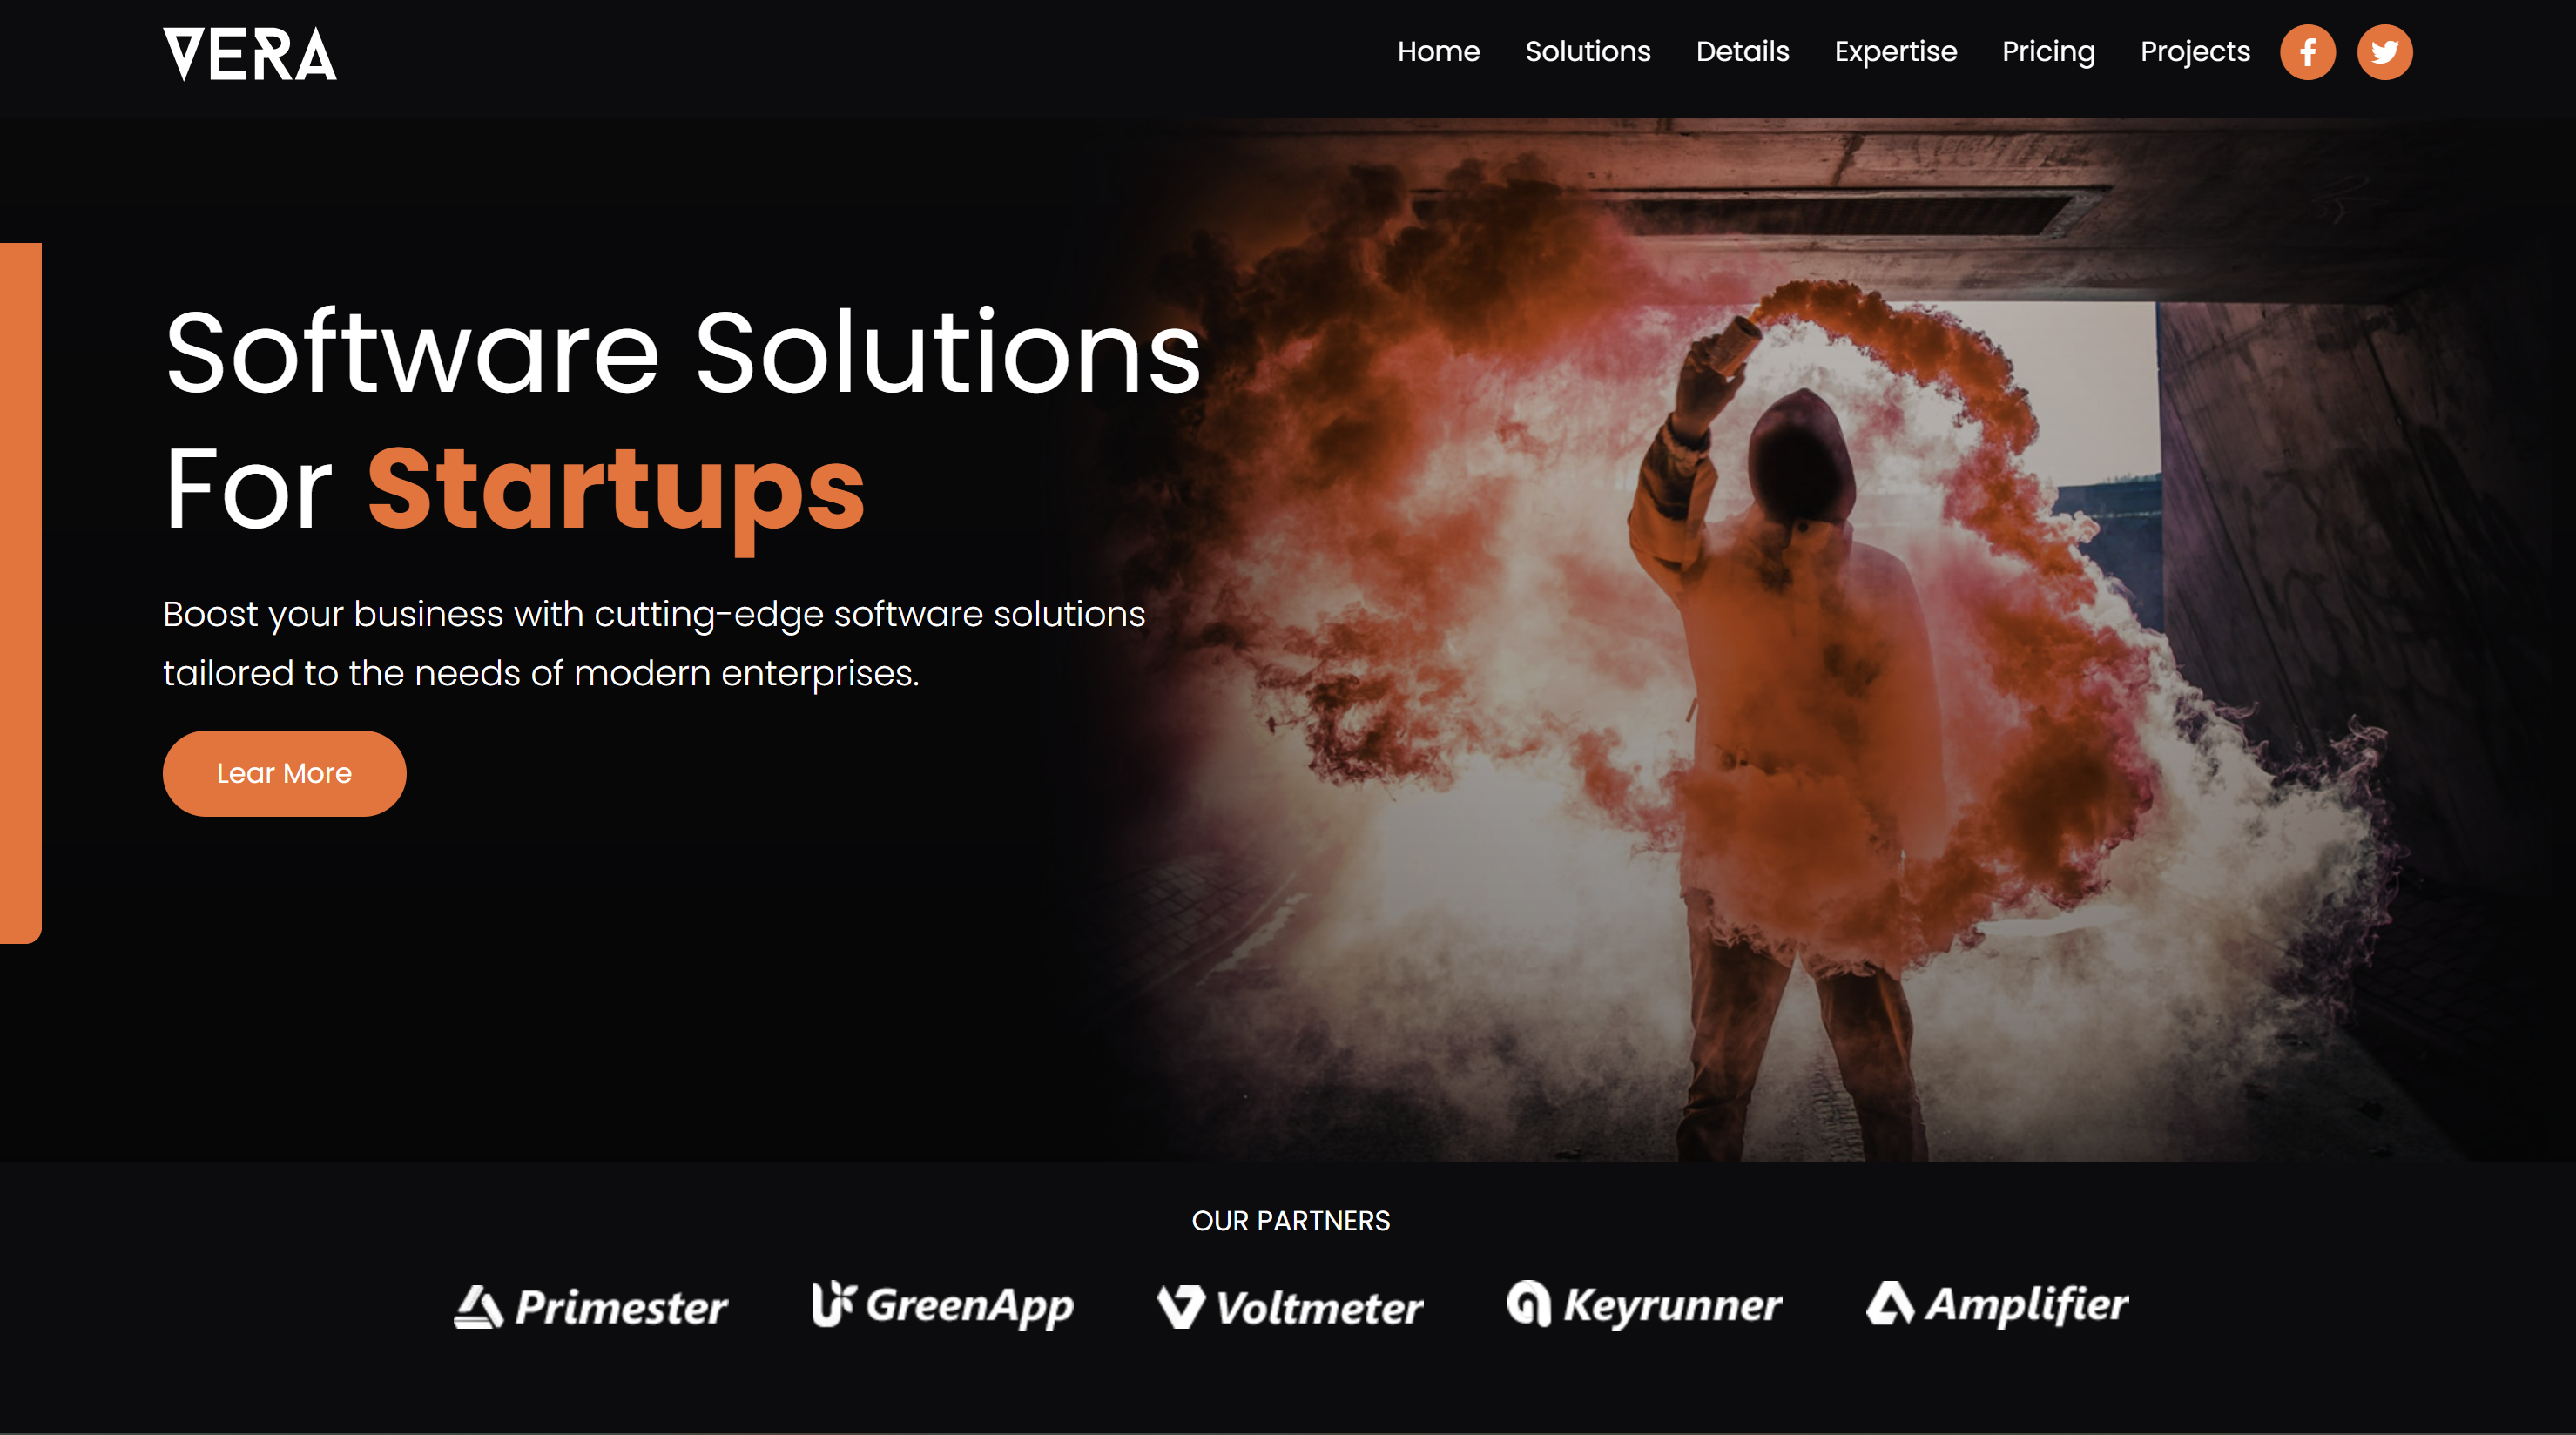 VERA
Home Solutions Details Expertise Pricing Projects
Software Solutions
For Startups
Boost your business with cutting-edge software solutions
tailored to the needs of modern enterprises.
Lear More
OUR PARTNERS
Primester GreenApp Voltmeter Keyrunner Amplifier